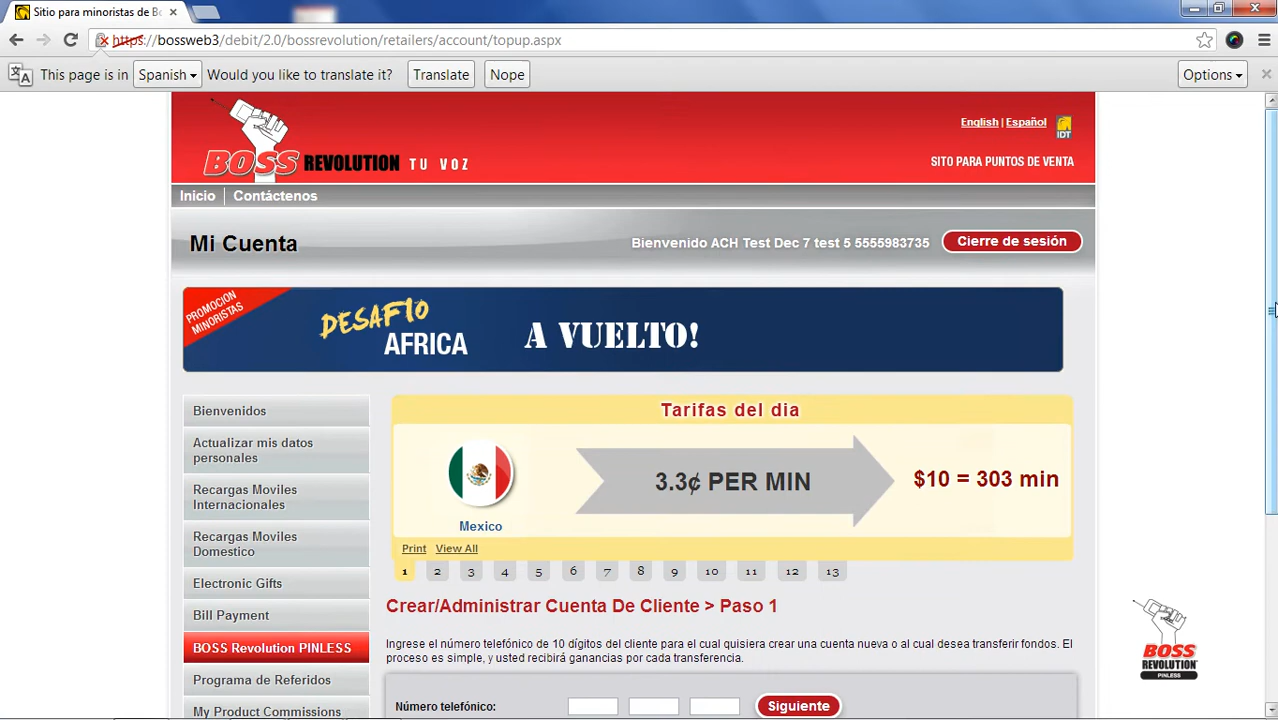 Sitio para minoristas de Bo
https://bossweb3/debit/2.0/bossrevolution/retailers/account/topup.aspx
This page is in Spanish Would you like to translate it? Translate Nope Options
English | Español
IDT
BOSS REVOLUTION TU VOZ
SITO PARA PUNTOS DE VENTA
Inicio Contáctenos
Mi Cuenta
Bienvenido ACH Test Dec 7 test 5 5555983735 Cierre de sesión
PROMOCION
MINORISTAS
DESAFIO
AFRICA
A VUELTO!
Bienvenidos
Actualizar mis datos
personales
Recargas Moviles
Internacionales
Recargas Moviles
Domestico
Electronic Gifts
Bill Payment
BOSS Revolution PINLESS
Programa de Referidos
My Product Commissions
Tarifas del dia
Mexico
3.3¢ PER MIN
$10 = 303 min
Print View All
1 2 3 4 5 6 7 8 9 10 11 12 13
Crear/Administrar Cuenta De Cliente > Paso 1
Ingrese el número telefónico de 10 dígitos del cliente para el cual quisiera crear una cuenta nueva o al cual desea transferir fondos. El
proceso es simple, y usted recibirá ganancias por cada transferencia.
Número telefónico: Siguiente
BOSS
REVOLUTION
PINLESS